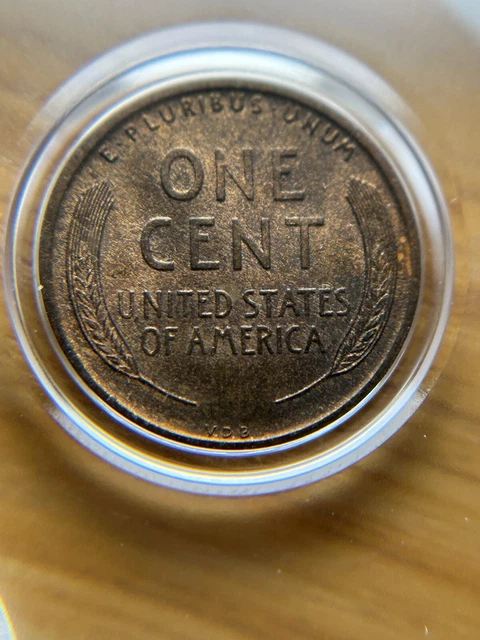 E·PLURIBUS·UNUM
ONE
CENT
UNITED STATES
OF AMERICA
V D B